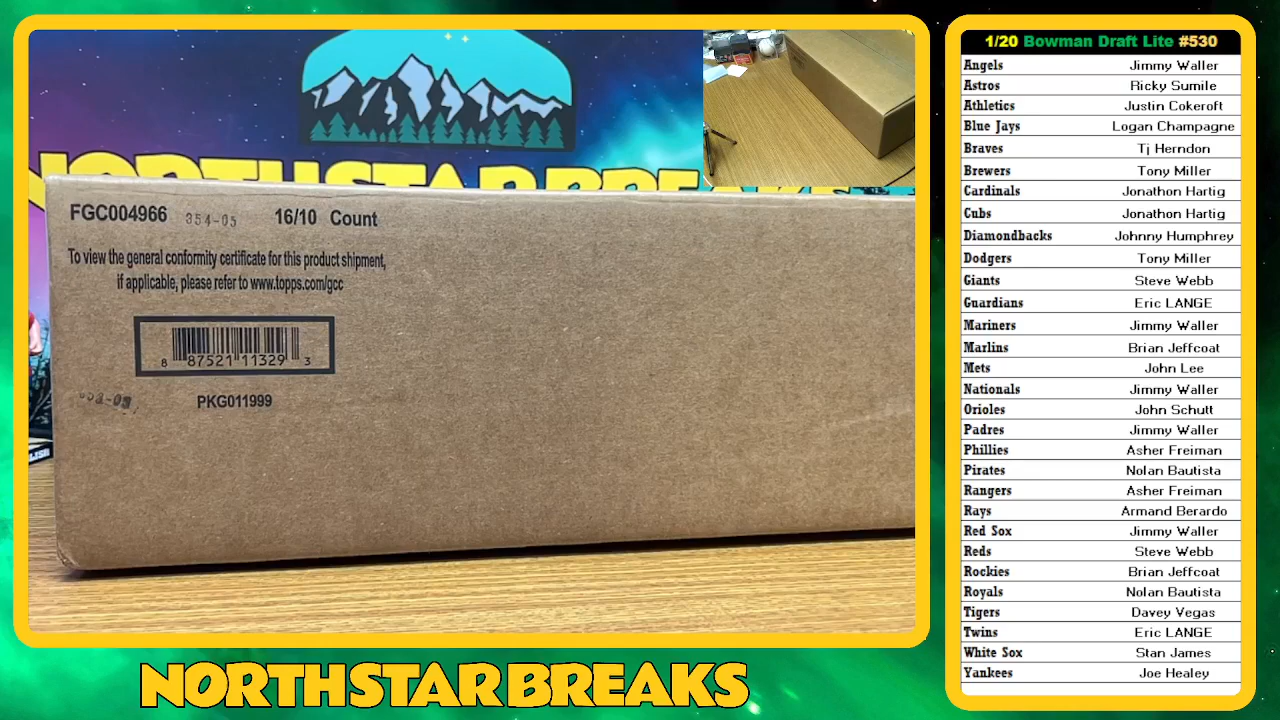 NORTHSTAR BREAKS
FGC004966 354-05 16/10 Count
To view the general conformity certificate for this product shipment,
if applicable, please refer to www.topps.com/gcc
8 87521 11329 3
PKG011999
NORTHSTAR BREAKS
1/20 Bowman Draft Lite #530
Angels Jimmy Waller
Astros Ricky Sumile
Athletics Justin Cokeroft
Blue Jays Logan Champagne
Braves Tj Herndon
Brewers Tony Miller
Cardinals Jonathon Hartig
Cubs Jonathon Hartig
Diamondbacks Johnny Humphrey
Dodgers Tony Miller
Giants Steve Webb
Guardians Eric LANGE
Mariners Jimmy Waller
Marlins Brian Jeffcoat
Mets John Lee
Nationals Jimmy Waller
Orioles John Schutt
Padres Jimmy Waller
Phillies Asher Freiman
Pirates Nolan Bautista
Rangers Asher Freiman
Rays Armand Berardo
Red Sox Jimmy Waller
Reds Steve Webb
Rockies Brian Jeffcoat
Royals Nolan Bautista
Tigers Davey Vegas
Twins Eric LANGE
White Sox Stan James
Yankees Joe Healey